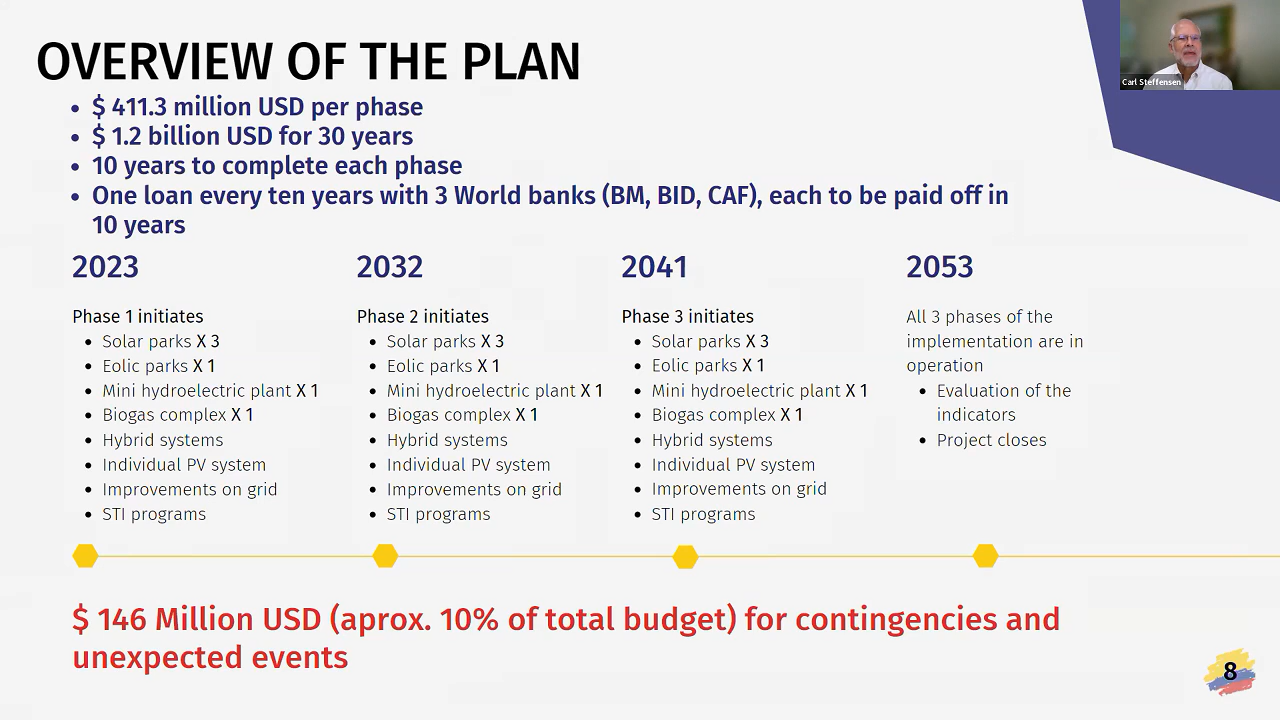 OVERVIEW OF THE PLAN
Carl Steffensen
• $ 411.3 million USD per phase
• $ 1.2 billion USD for 30 years
• 10 years to complete each phase
• One loan every ten years with 3 World banks (BM, BID, CAF), each to be paid off in
10 years
2023
Phase 1 initiates
• Solar parks X 3
• Eolic parks X 1
• Mini hydroelectric plant X 1
• Biogas complex X 1
• Hybrid systems
• Individual PV system
• Improvements on grid
• STI programs
2032
Phase 2 initiates
• Solar parks X 3
• Eolic parks X 1
• Mini hydroelectric plant X 1
• Biogas complex X 1
• Hybrid systems
• Individual PV system
• Improvements on grid
• STI programs
2041
Phase 3 initiates
• Solar parks X 3
• Eolic parks X 1
• Mini hydroelectric plant X 1
• Biogas complex X 1
• Hybrid systems
• Individual PV system
• Improvements on grid
• STI programs
2053
All 3 phases of the
implementation are in
operation
• Evaluation of the
indicators
• Project closes
$ 146 Million USD (aprox. 10% of total budget) for contingencies and
unexpected events
8